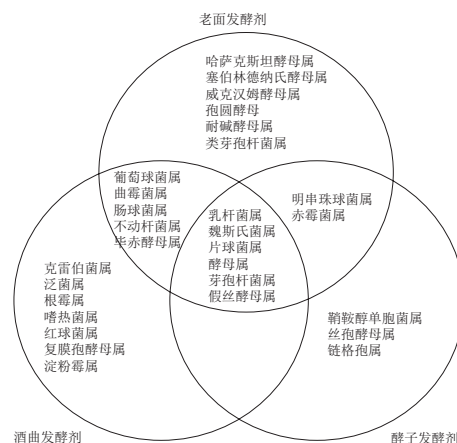 老面发酵剂
哈萨克斯坦酵母属
塞伯林德纳氏酵母属
威克汉姆酵母属
孢圆酵母
耐碱酵母属
类芽孢杆菌属
葡萄球菌属
曲霉菌属
肠球菌属
不动杆菌属
毕赤酵母属
乳杆菌属
魏斯氏菌属
片球菌属
酵母属
芽孢杆菌属
假丝酵母属
明串珠球菌属
赤霉菌属
克雷伯菌属
泛菌属
根霉属
嗜热菌属
红球菌属
复膜孢酵母属
淀粉霉属
鞘鞍醇单胞菌属
丝孢酵母属
链格孢属
酒曲发酵剂
酵子发酵剂